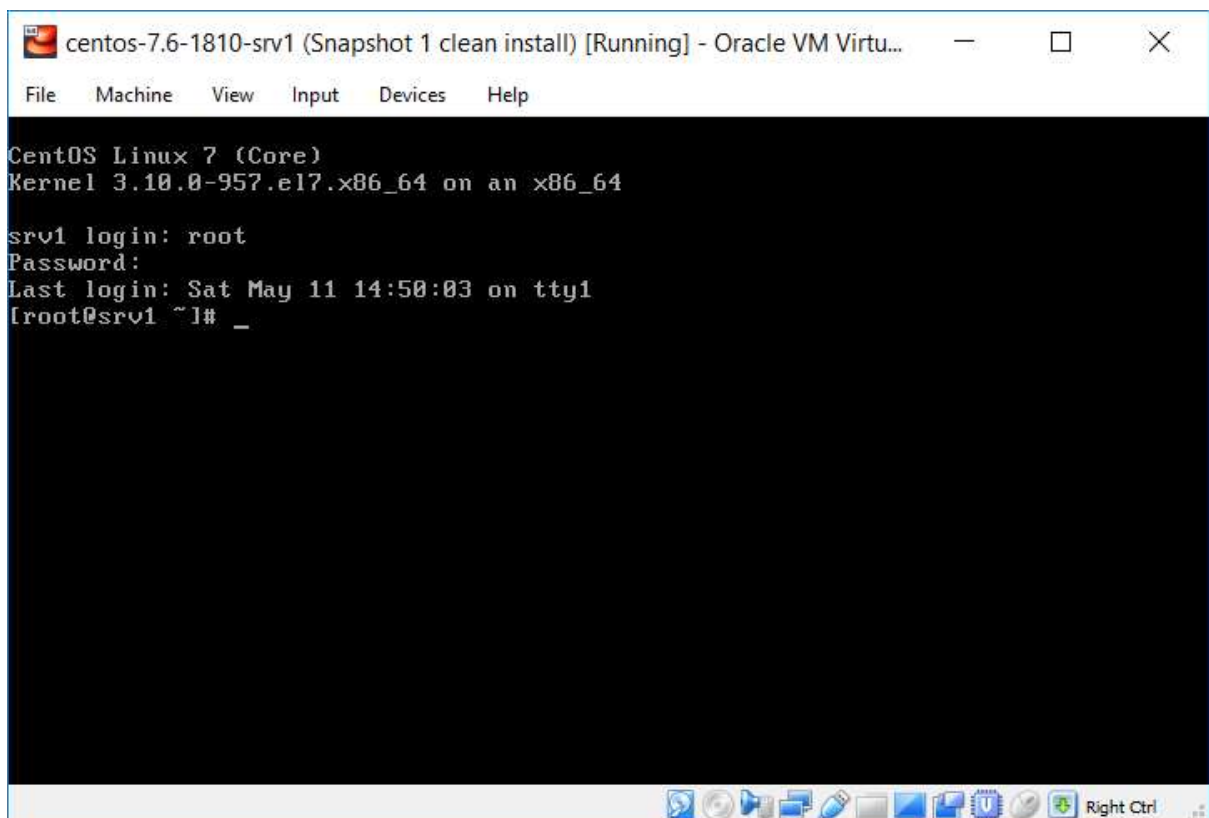 centos-7.6-1810-srv1 (Snapshot 1 clean install) [Running] - Oracle VM Virtu...
File Machine View Input Devices Help
CentOS Linux 7 (Core)
Kernel 3.10.0-957.el7.x86_64 on an x86_64
srv1 login: root
Password:
Last login: Sat May 11 14:50:03 on tty1
[root@srv1 ~]# _
Right Ctrl